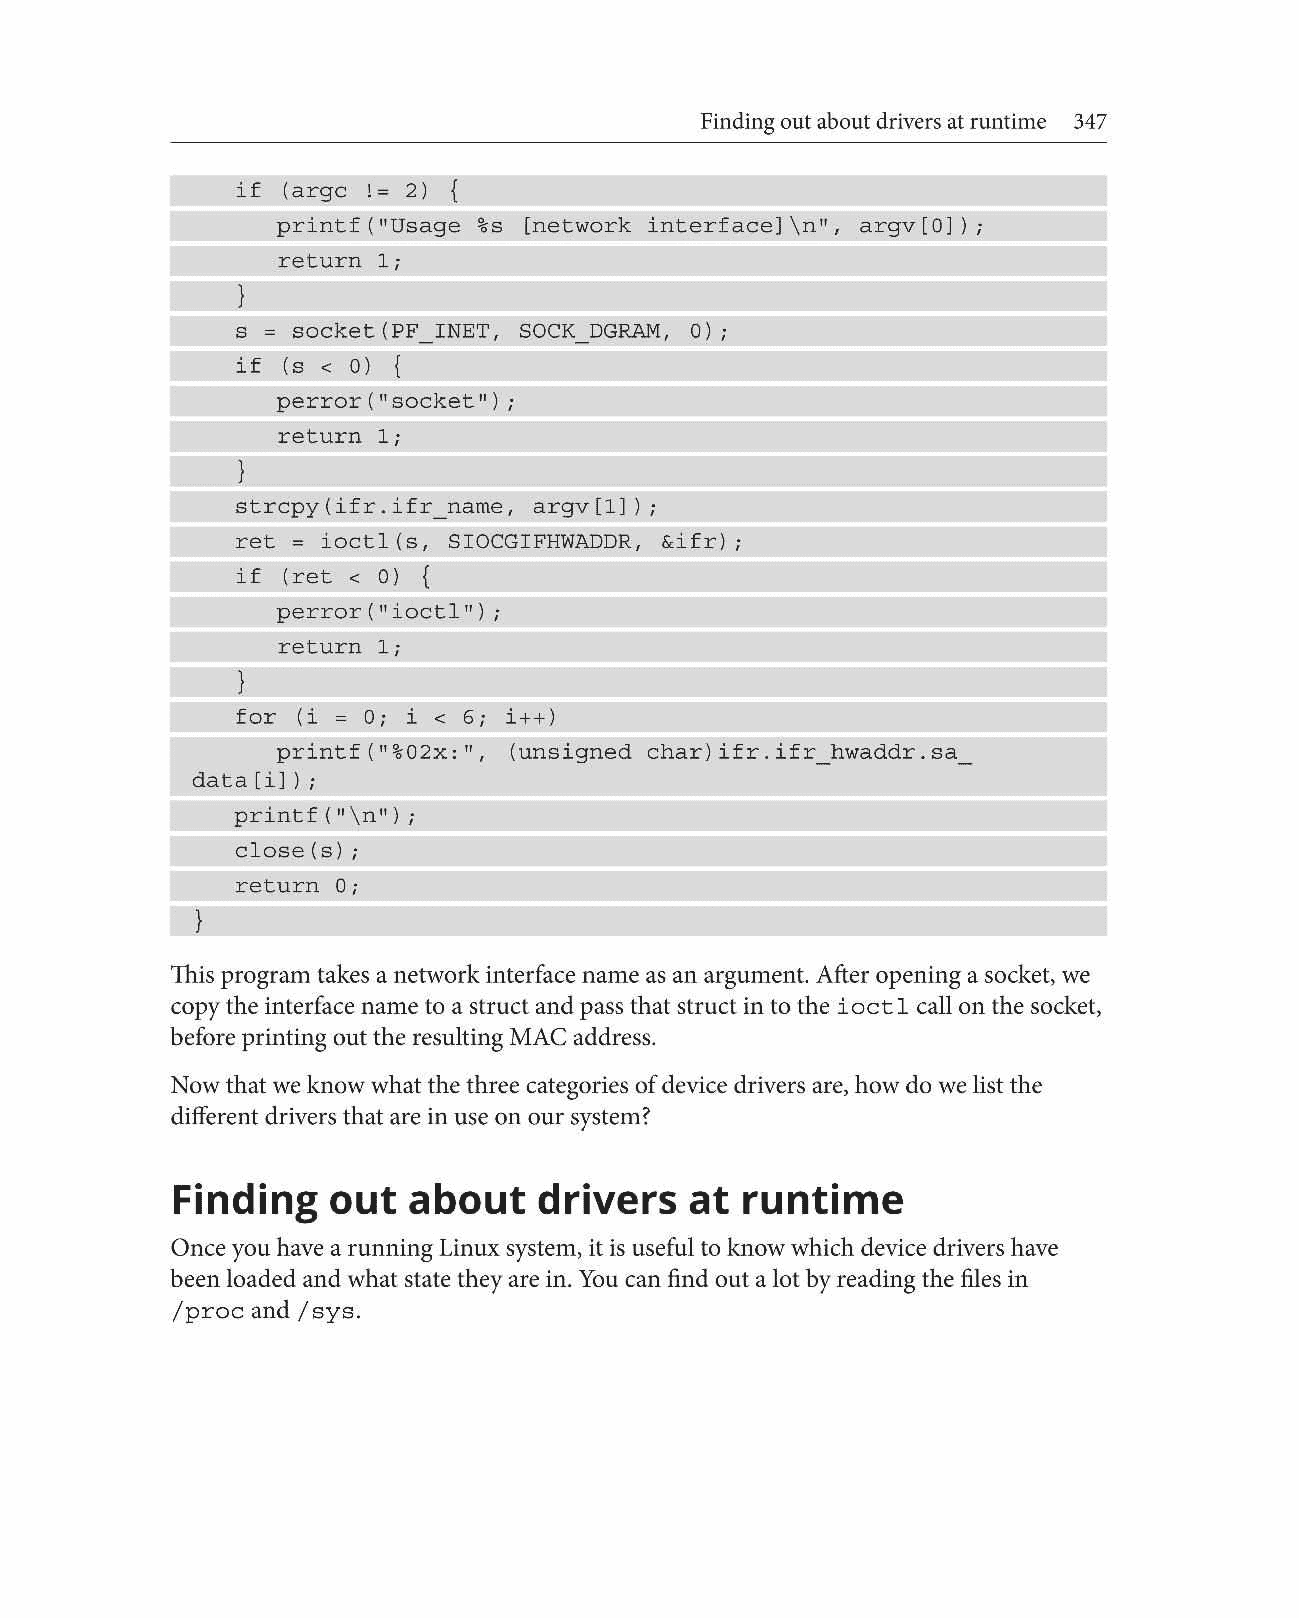 Finding out about drivers at runtime 347
if (argc != 2) {
printf("Usage %s [network interface]\n", argv[0]);
return 1;
}
s = socket(PF_INET, SOCK_DGRAM, 0);
if (s < 0) {
perror("socket");
return 1;
}
strcpy(ifr.ifr_name, argv[1]);
ret = ioctl(s, SIOCGIFHWADDR, &ifr);
if (ret < 0) {
perror("ioctl");
return 1;
}
for (i = 0; i < 6; i++)
printf("%02x:", (unsigned char)ifr.ifr_hwaddr.sa_
data[i]);
printf("\n");
close(s);
return 0;
}
This program takes a network interface name as an argument. After opening a socket, we
copy the interface name to a struct and pass that struct in to the ioctl call on the socket,
before printing out the resulting MAC address.
Now that we know what the three categories of device drivers are, how do we list the
different drivers that are in use on our system?
Finding out about drivers at runtime
Once you have a running Linux system, it is useful to know which device drivers have
been loaded and what state they are in. You can find out a lot by reading the files in
/proc and /sys.